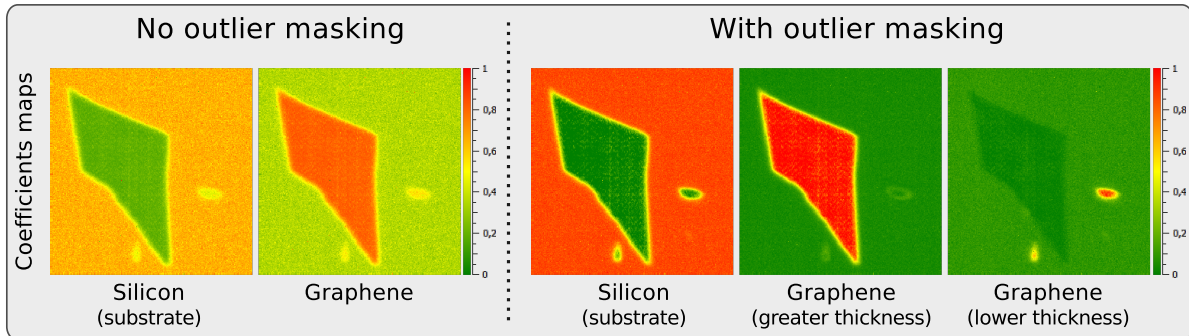 No outlier masking
With outlier masking
Coefficients maps
1
0,8
0,6
0,4
0,2
0
1
0,8
0,6
0,4
0,2
0
Silicon
(substrate)
Graphene
Silicon
(substrate)
Graphene
(greater thickness)
Graphene
(lower thickness)